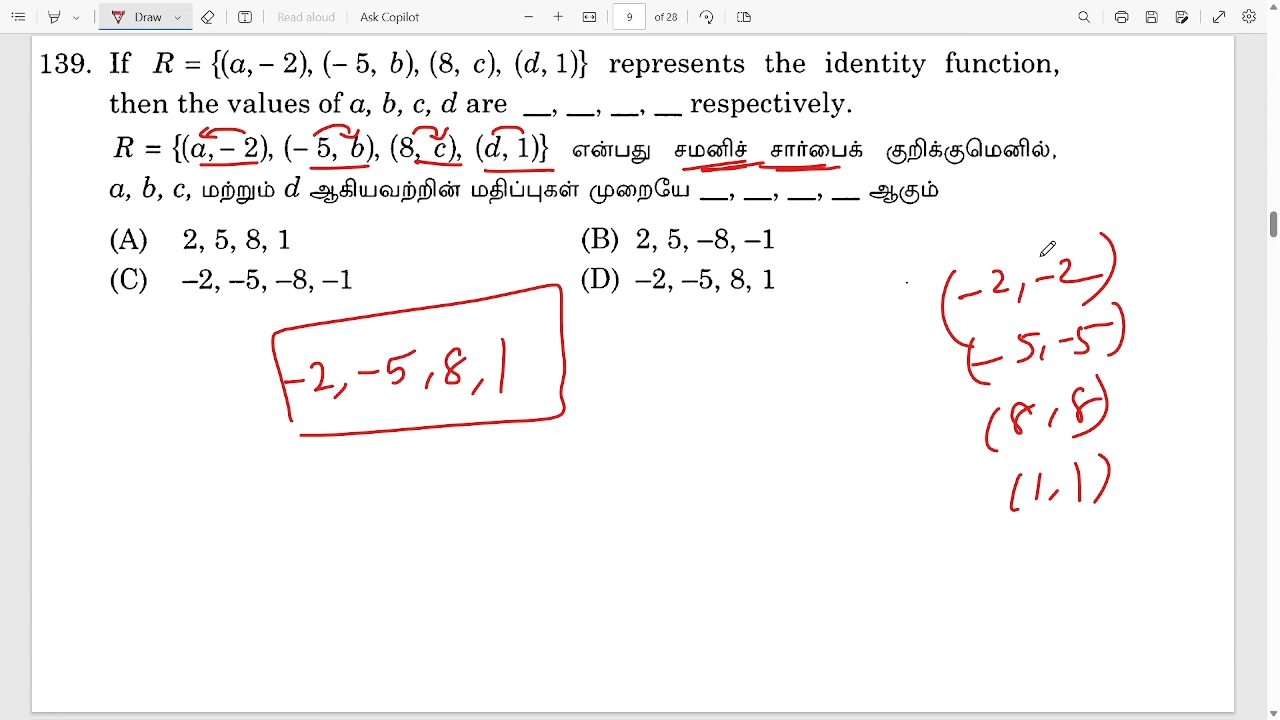 Draw
Read aloud
Ask Copilot
9
of 28
139. If R = {(a, – 2), (– 5, b), (8, c), (d, 1)} represents the identity function,
then the values of a, b, c, d are __, __, __, __ respectively.
R = {(a, – 2), (– 5, b), (8, c), (d, 1)} என்பது சமனிச் சார்பைக் குறிக்குமெனில்,
a, b, c, மற்றும் d ஆகியவற்றின் மதிப்புகள் முறையே __, __, __, __ ஆகும்
(A) 2, 5, 8, 1
(B) 2, 5, –8, –1
(C) –2, –5, –8, –1
(D) –2, –5, 8, 1
(–2, –2)
(–5, –5)
–2, –5, 8, 1
(8, 8)
(1, 1)